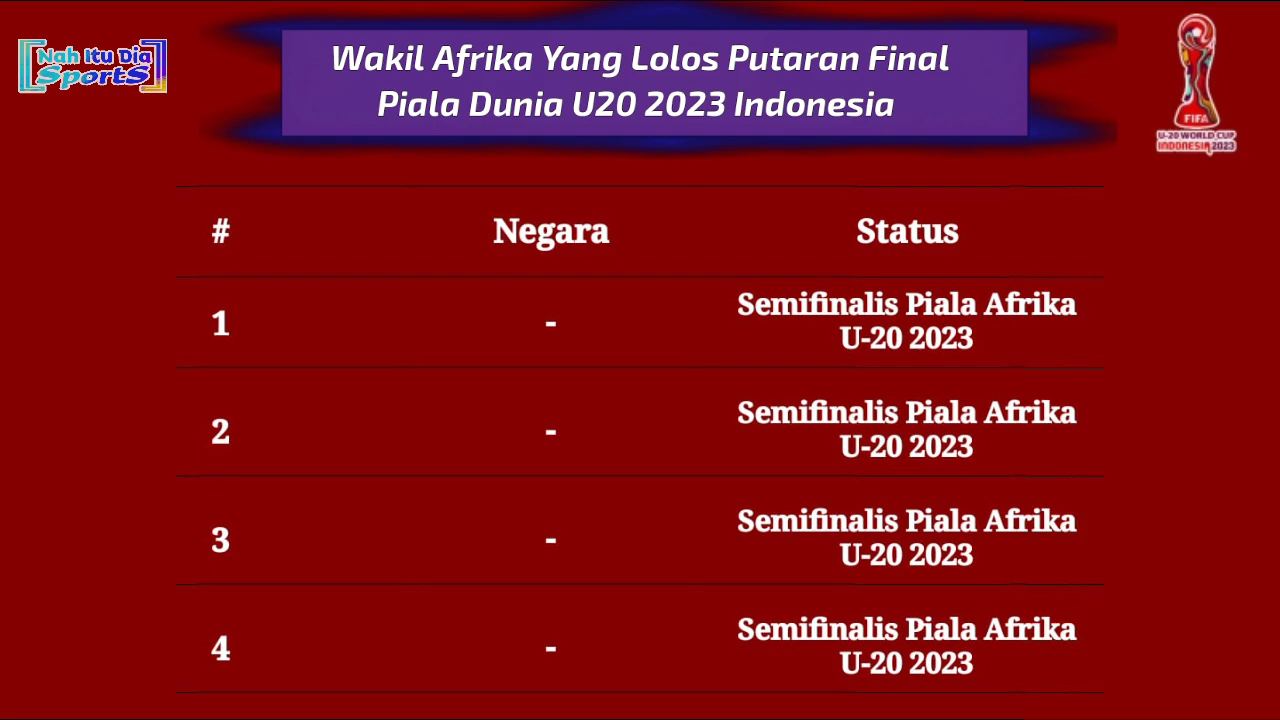 Nah Itu Dia
Sports
Wakil Afrika Yang Lolos Putaran Final
Piala Dunia U20 2023 Indonesia
FIFA
U-20 WORLD CUP
INDONESIA 2023
# Negara Status
1 - Semifinalis Piala Afrika
U-20 2023
2 - Semifinalis Piala Afrika
U-20 2023
3 - Semifinalis Piala Afrika
U-20 2023
4 - Semifinalis Piala Afrika
U-20 2023